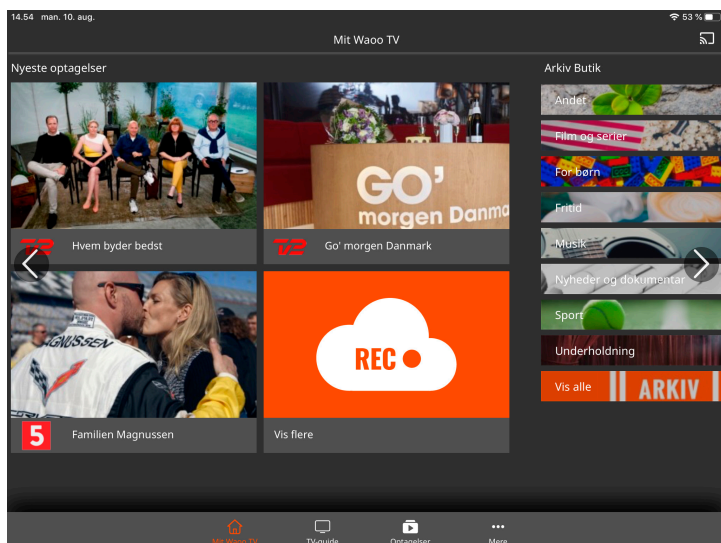 14.54 man. 10. aug.
53 %
Mit Waoo TV
Nyeste optagelser
Arkiv Butik
GO'
morgen Danma
Hvem byder bedst
Go' morgen Danmark
MAGNUSSEN
REC
5
Familien Magnussen
Vis flere
Andet
Film og serier
For børn
Fritid
Musik
Nyheder og dokumentar
Sport
Underholdning
Vis alle
ARKIV
Mit Waoo TV
TV-guide
Optagelser
Mere